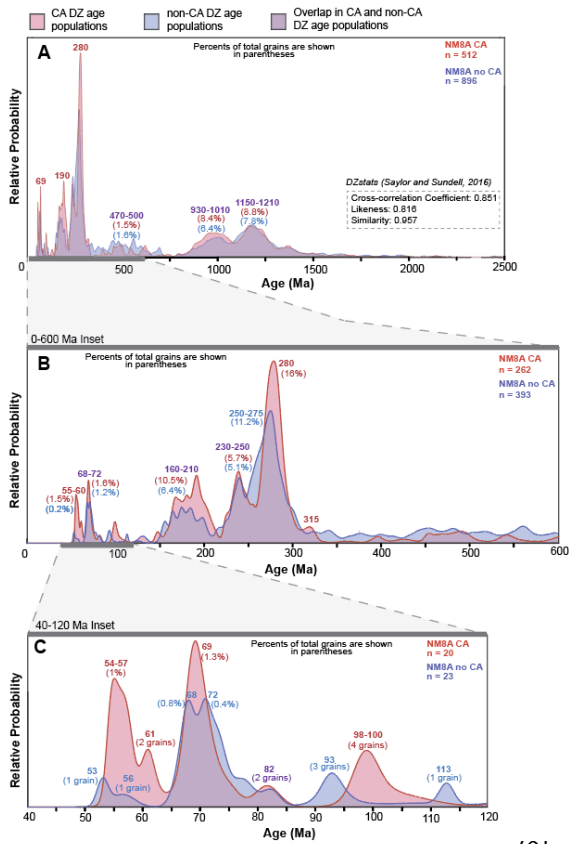 CA DZ age populations
non-CA DZ age populations
Overlap in CA and non-CA DZ age populations
A
Percents of total grains are shown
in parentheses
NM8A CA
n = 512
NM8A no CA
n = 896
280
69
190
470-500
(1.5%)
(1.6%)
930-1010
(8.4%)
(6.4%)
1150-1210
(8.8%)
(7.8%)
DZstats (Saylor and Sundell, 2016)
Cross-correlation Coefficient: 0.851
Likeness: 0.816
Similarity: 0.957
Relative Probability
0 500 1000 1500 2000 2500
Age (Ma)
0-600 Ma Inset
B
Percents of total grains are shown
in parentheses
NM8A CA
n = 262
NM8A no CA
n = 393
280
(16%)
250-275
(11.2%)
230-250
(5.7%)
(5.1%)
160-210
(10.5%)
(6.4%)
68-72
(1.6%)
(1.2%)
55-60
(1.5%)
(0.2%)
315
Relative Probability
0 100 200 300 400 500 600
Age (Ma)
40-120 Ma Inset
C
Percents of total grains are shown
in parentheses
NM8A CA
n = 20
NM8A no CA
n = 23
69
(1.3%)
54-57
(1%)
61
(2 grains)
(0.8%)
68
72
(0.4%)
53
(1 grain)
56
(1 grain)
82
(2 grains)
93
(3 grains)
98-100
(4 grains)
113
(1 grain)
Relative Probability
40 50 60 70 80 90 100 110 120
Age (Ma)